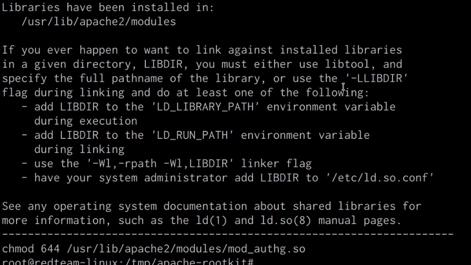 Libraries have been installed in:
/usr/lib/apache2/modules
If you ever happen to want to link against installed libraries
in a given directory, LIBDIR, you must either use libtool, and
specify the full pathname of the library, or use the '-LLIBDIR'
flag during linking and do at least one of the following:
- add LIBDIR to the 'LD_LIBRARY_PATH' environment variable
during execution
- add LIBDIR to the 'LD_RUN_PATH' environment variable
during linking
- use the '-Wl,-rpath -Wl,LIBDIR' linker flag
- have your system administrator add LIBDIR to '/etc/ld.so.conf'
See any operating system documentation about shared libraries for
more information, such as the ld(1) and ld.so(8) manual pages.
----------------------------------------------------------------------
chmod 644 /usr/lib/apache2/modules/mod_authg.so
root@redteam-linux:/tmp/apache-rootkit#